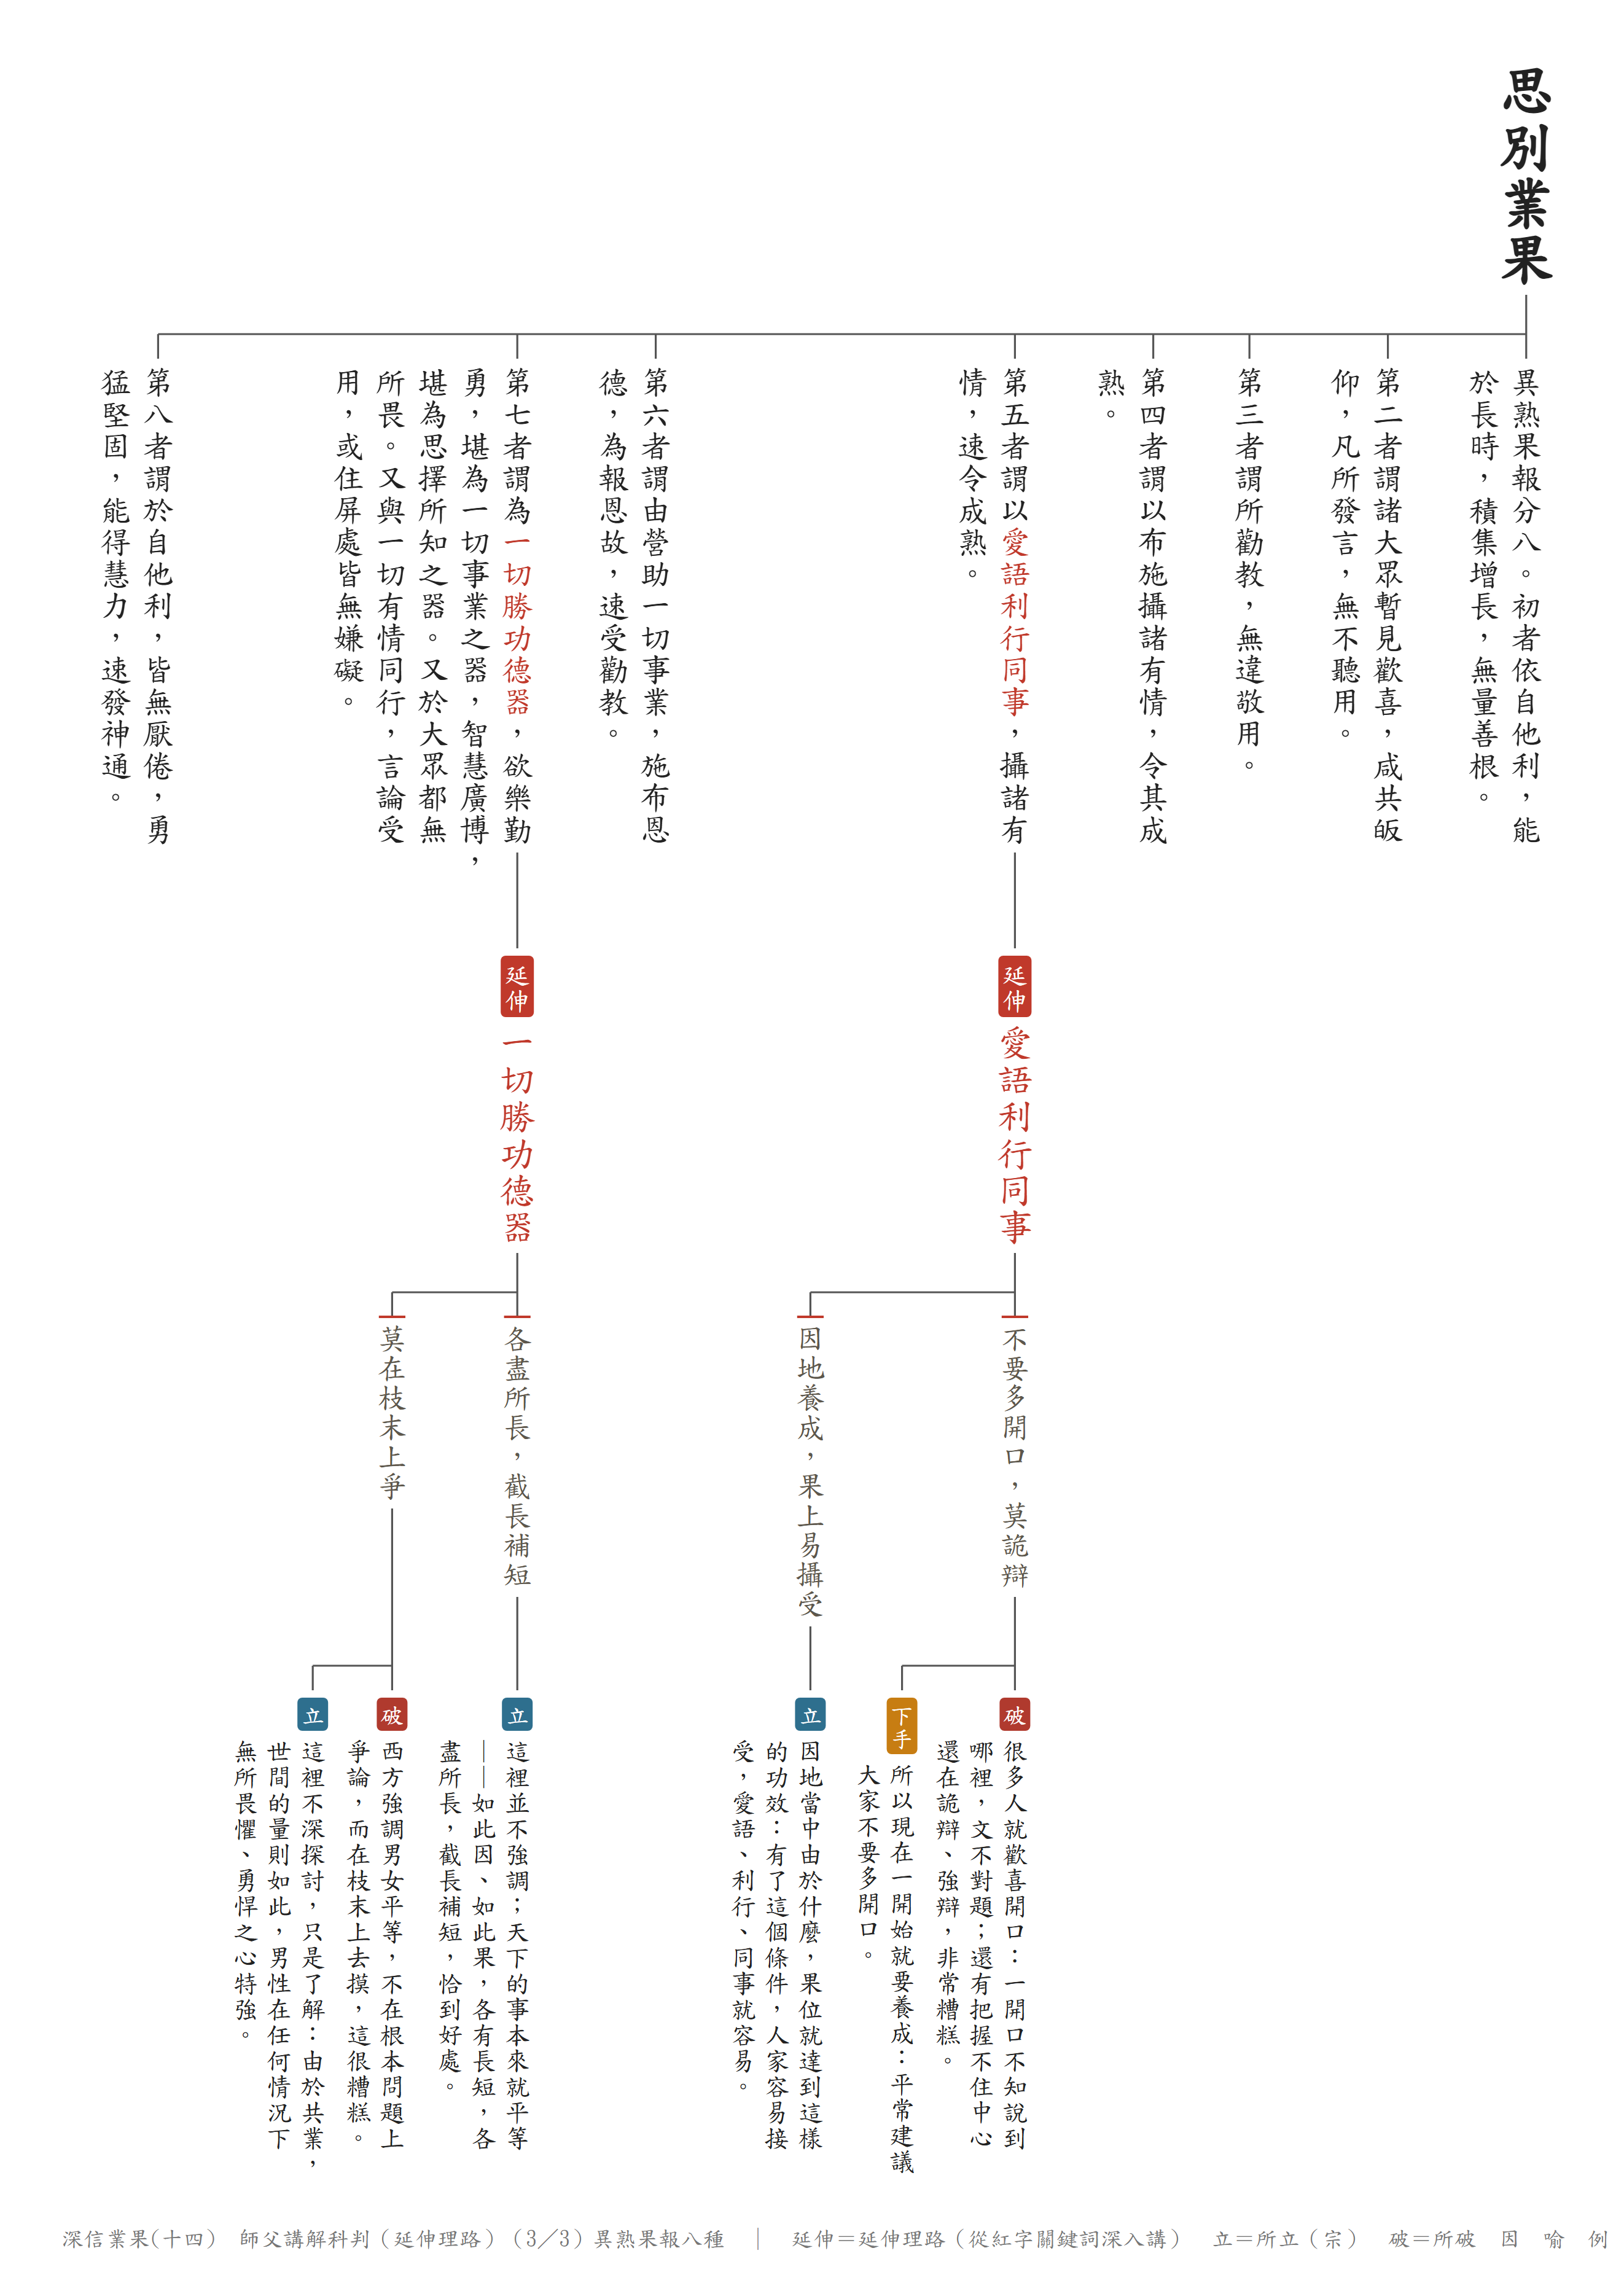 思別業果
異熟果報分八。初者依自他利，能
於長時，積集增長，無量善根。
第二者謂諸大眾暫見歡喜，咸共皈
仰，凡所發言，無不聽用。
第三者謂所勸教，無違敬用。
第四者謂以布施攝諸有情，令其成
熟。
第五者謂以愛語利行同事，攝諸有
情，速令成熟。
第六者謂由營助一切事業，施布恩
德，為報恩故，速受勸教。
第七者謂為一切勝功德器，欲樂勤
勇，堪為一切事業之器，智慧廣博，
堪為思擇所知之器。又於大眾都無
所畏。又與一切有情同行，言論受
用，或住屏處皆無嫌礙。
第八者謂於自他利，皆無厭倦，勇
猛堅固，能得慧力，速發神通。
延伸
愛語利行同事
不要多開口，莫詭辯
破
很多人就歡喜開口：一開口不知說到
哪裡，文不對題；還有把握不住中心
還在詭辯、強辯，非常糟糕。
下手
所以現在一開始就要養成：平常建議
大家不要多開口。
因地養成，果上易攝受
立
因地當中由於什麼，果位就達到這樣
的功效：有了這個條件，人家容易接
受，愛語、利行、同事就容易。
延伸
一切勝功德器
各盡所長，截長補短
立
這裡並不強調；天下的事本來就平等
——如此因、如此果，各有長短，各
盡所長，截長補短，恰到好處。
莫在枝末上爭
破
西方強調男女平等，不在根本問題上
爭論，而在枝末上去摸，這很糟糕。
立
這裡不深探討，只是了解：由於共業，
世間的量則如此，男性在任何情況下
無所畏懼、勇悍之心特強。
深信業果（十四） 師父講解科判（延伸理路）（3／3）異熟果報八種 ｜ 延伸＝延伸理路（從紅字關鍵詞深入講） 立＝所立（宗） 破＝所破 因 喻 例